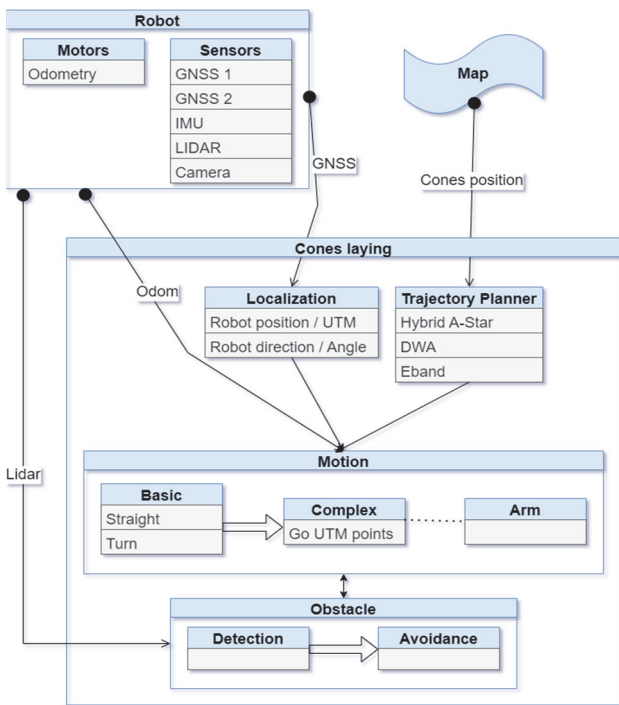 Robot
Motors
Odometry
Sensors
GNSS 1
GNSS 2
IMU
LIDAR
Camera
Map
GNSS
Cones position
Cones laying
Odom
Localization
Robot position / UTM
Robot direction / Angle
Trajectory Planner
Hybrid A-Star
DWA
Eband
Lidar
Motion
Basic
Straight
Turn
Complex
Go UTM points
Arm
Obstacle
Detection
Avoidance